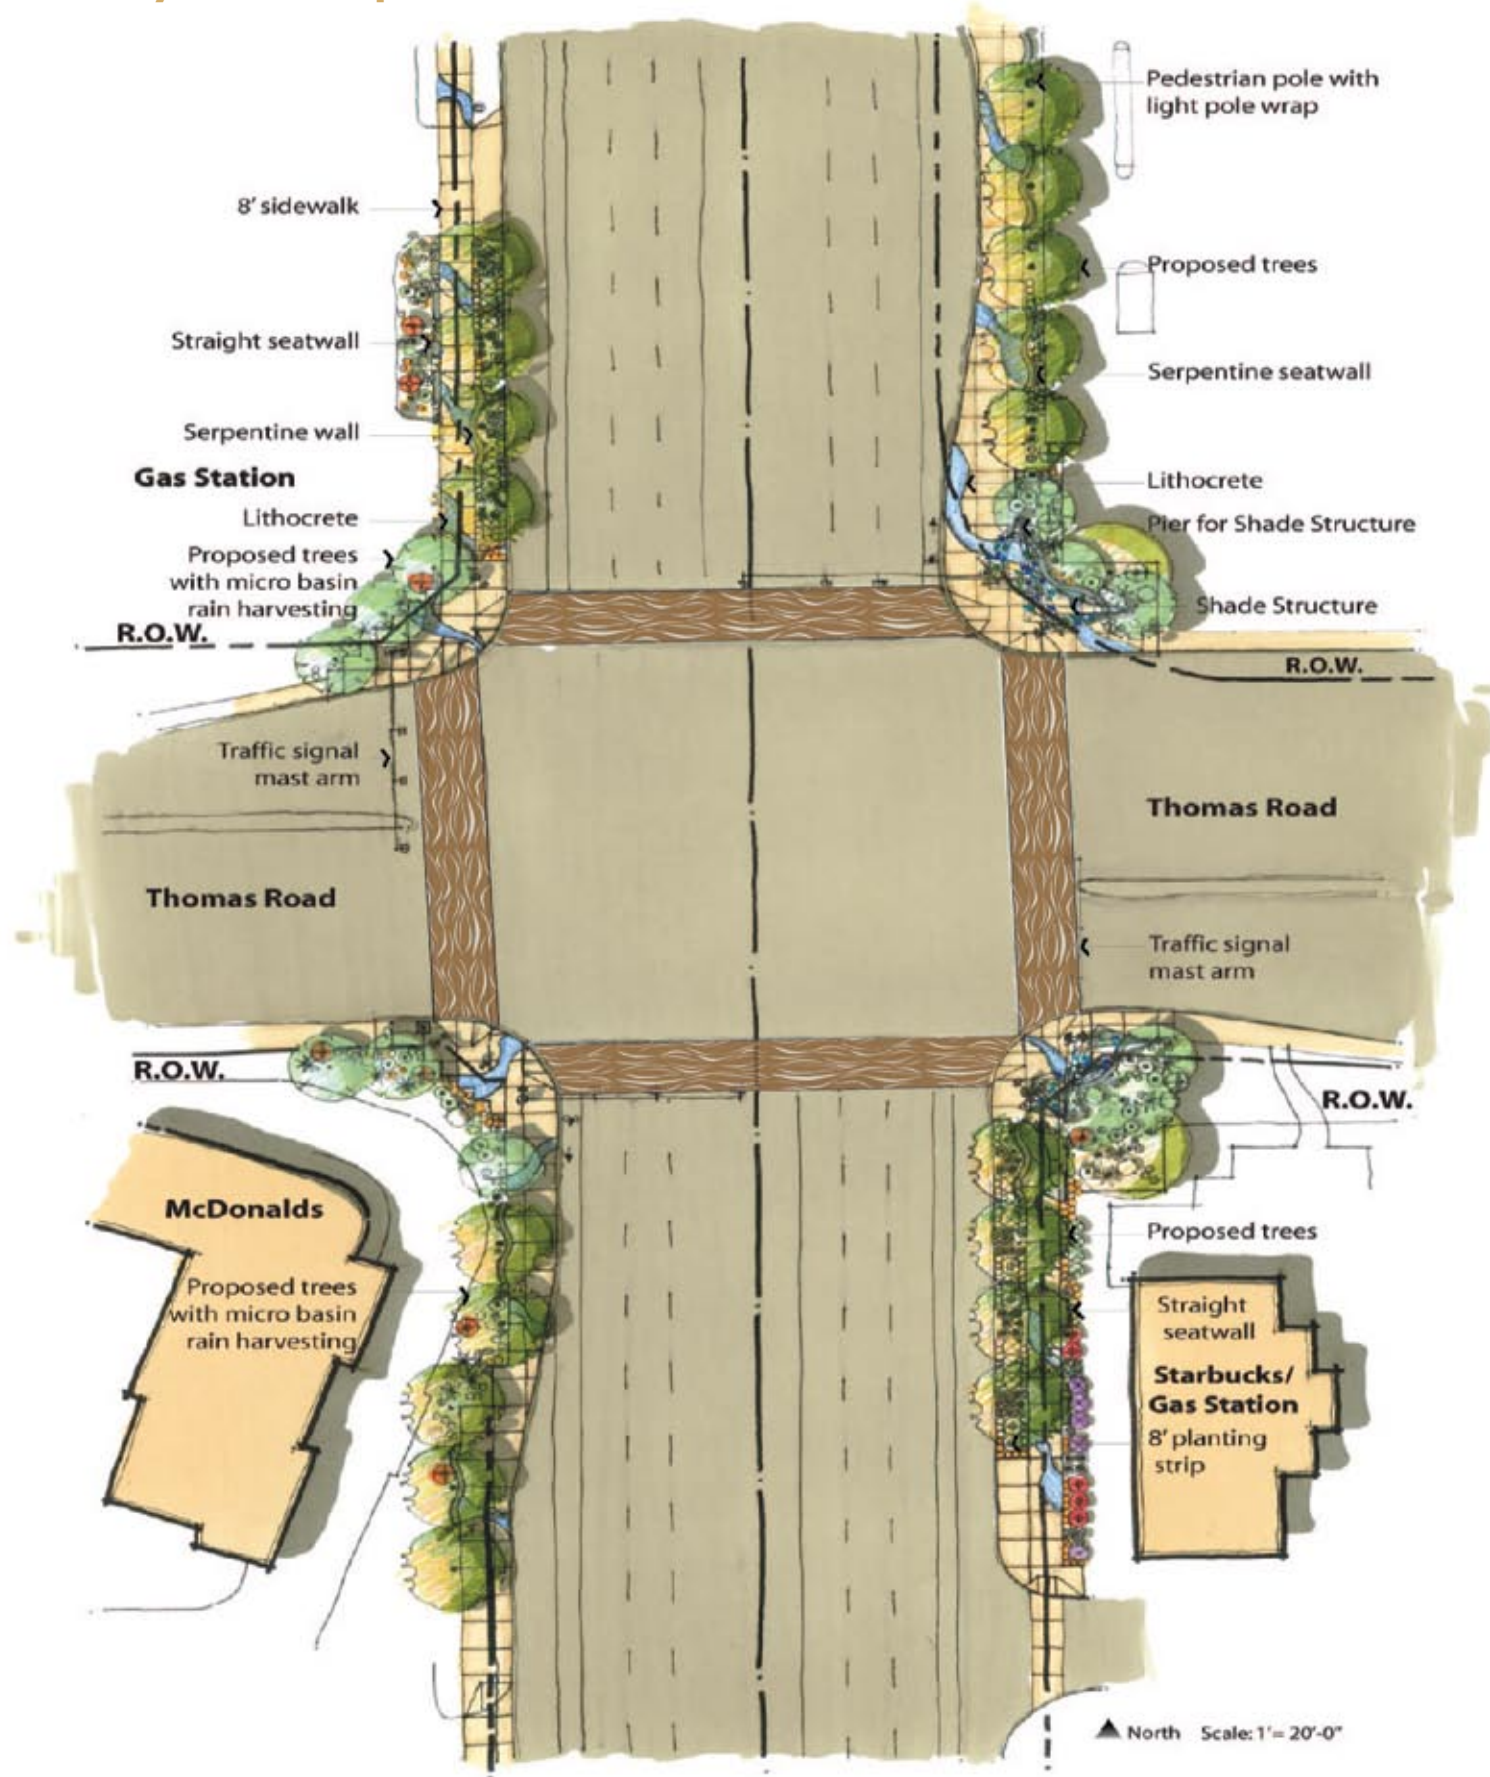 Pedestrian pole with
light pole wrap
8' sidewalk
Proposed trees
Straight seatwall
Serpentine seatwall
Serpentine wall
Gas Station
Lithocrete
Lithocrete
Pier for Shade Structure
Proposed trees
with micro basin
rain harvesting
Shade Structure
R.O.W.
R.O.W.
Traffic signal
mast arm
Thomas Road
Thomas Road
Traffic signal
mast arm
R.O.W.
R.O.W.
McDonalds
Proposed trees
Proposed trees
with micro basin
rain harvesting
Straight
seatwall
Starbucks/
Gas Station
8' planting
strip
North Scale: 1'= 20'-0"